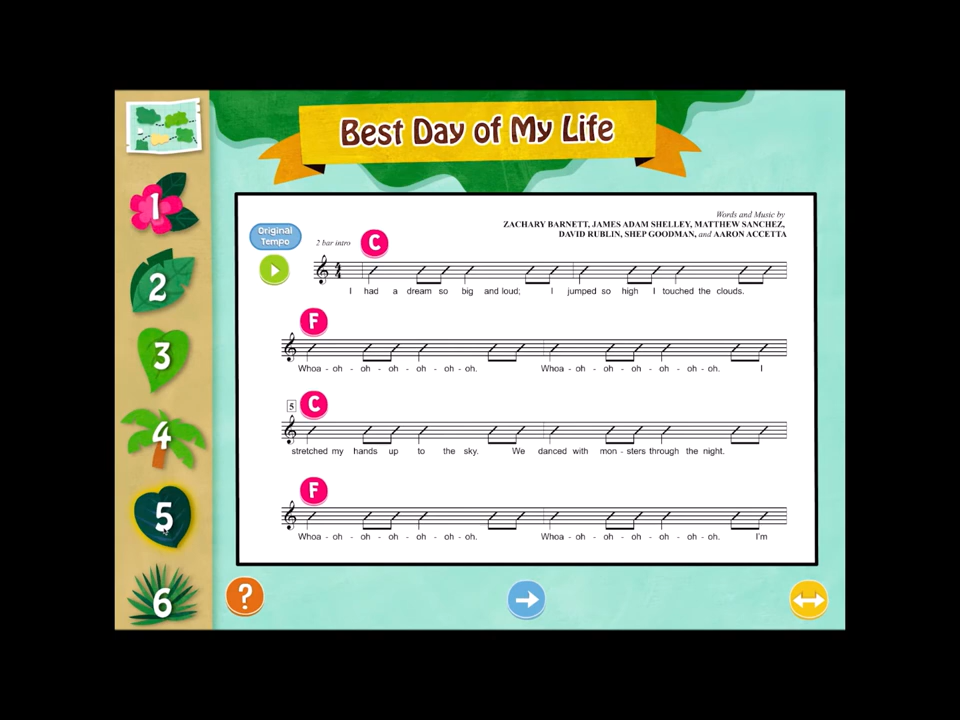 Best Day of My Life
1
2
3
4
5
6
Words and Music by
ZACHARY BARNETT, JAMES ADAM SHELLEY, MATTHEW SANCHEZ,
DAVID RUBLIN, SHEP GOODMAN, and AARON ACCETTA
Original
Tempo
2 bar intro
C
4
4
I had a dream so big and loud; I jumped so high I touched the clouds.
F
Whoa - oh - oh - oh - oh - oh - oh. Whoa - oh - oh - oh - oh - oh - oh. I
5
C
stretched my hands up to the sky. We danced with mon - sters through the night.
F
Whoa - oh - oh - oh - oh - oh - oh. Whoa - oh - oh - oh - oh - oh - oh. I'm
?